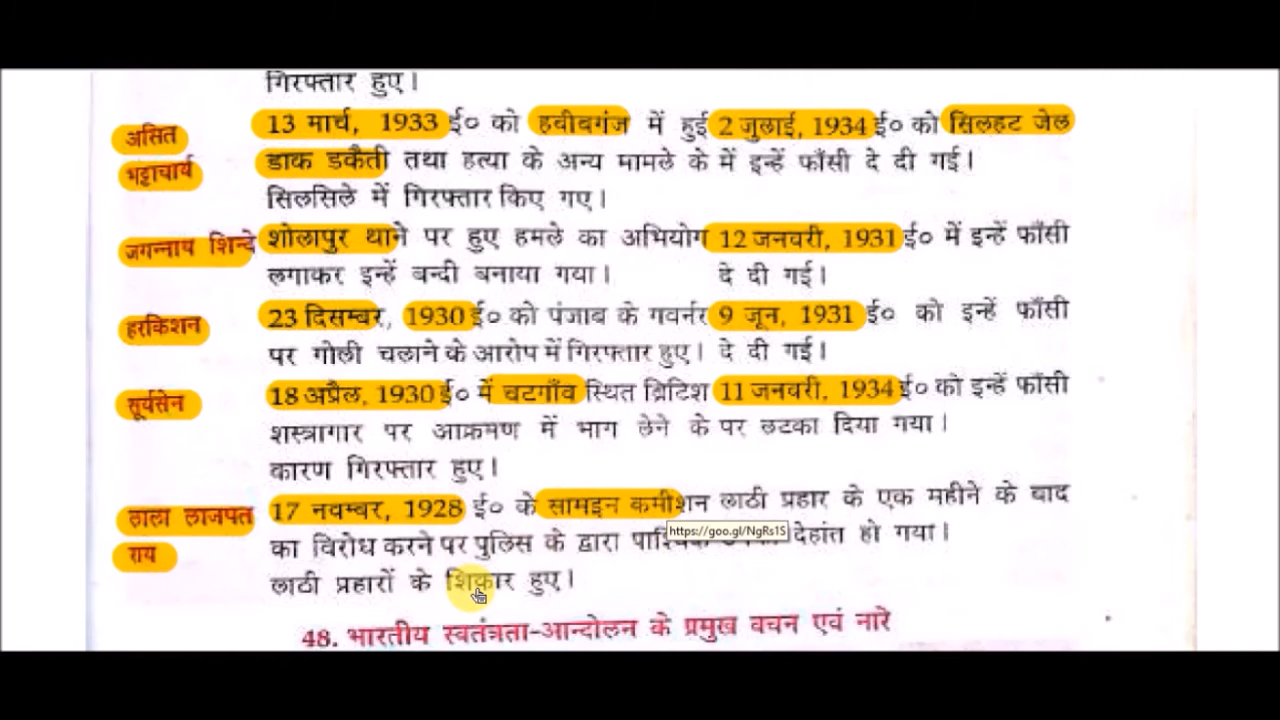 गिरफ्तार हुए।
असित 13 मार्च, 1933 ई० को हवीबगंज में हुई 2 जुलाई, 1934 ई० को सिलहट जेल
भट्टाचार्य डाक डकैती तथा हत्या के अन्य मामले के में इन्हें फाँसी दे दी गई।
सिलसिले में गिरफ्तार किए गए।
जगन्नाथ शिन्दे शोलापुर थाने पर हुए हमले का अभियोग 12 जनवरी, 1931 ई० में इन्हें फाँसी
लगाकर इन्हें बन्दी बनाया गया। दे दी गई।
हरकिशन 23 दिसम्बर, 1930 ई० को पंजाब के गवर्नर 9 जून, 1931 ई० को इन्हें फाँसी
पर गोली चलाने के आरोप में गिरफ्तार हुए। दे दी गई।
सूर्यसेन 18 अप्रैल, 1930 ई० में चटगाँव स्थित ब्रिटिश 11 जनवरी, 1934 ई० को इन्हें फाँसी
शस्त्रागार पर आक्रमण में भाग लेने के पर लटका दिया गया।
कारण गिरफ्तार हुए।
लाला लाजपत 17 नवम्बर, 1928 ई० के सामइन कमीशन लाठी प्रहार के एक महीने के बाद
https://goo.gl/NgRs1S
राय का विरोध करने पर पुलिस के द्वारा देहांत हो गया।
लाठी प्रहारों के शिकार हुए।
48. भारतीय स्वतंत्रता-आन्दोलन के प्रमुख वचन एवं नारे